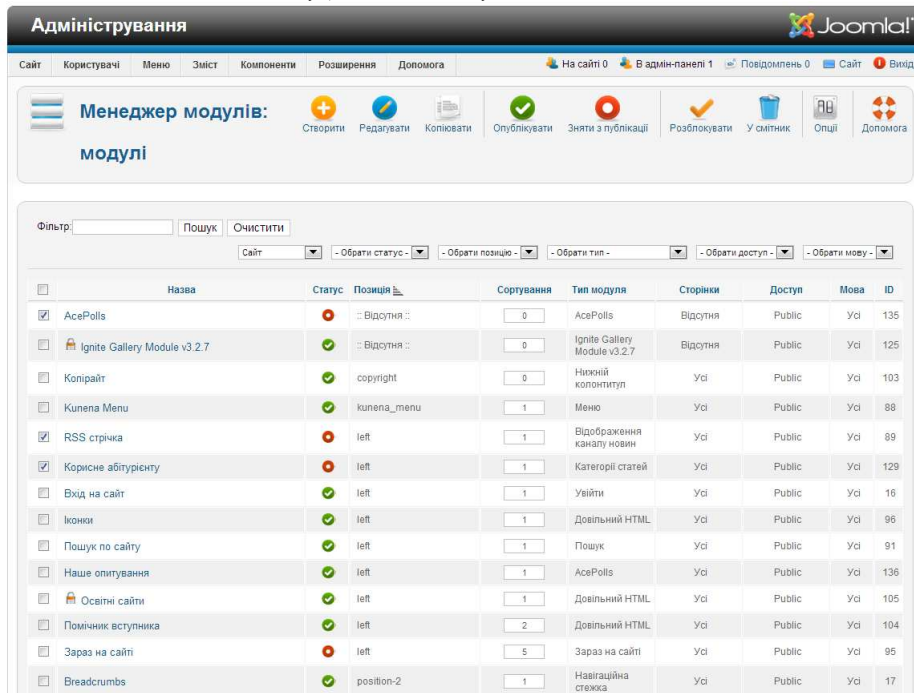 Адміністрування
Joomla!
Сайт Користувачі Меню Зміст Компоненти Розширення Допомога На сайті 0 В адмін-панелі 1 Повідомлень 0 Сайт Вихід
Менеджер модулів:
модулі
Створити Редагувати Копіювати Опублікувати Зняти з публікації Розблокувати У смітник Опції Допомога
Фільтр: Пошук Очистити
Сайт - Обрати статус - - Обрати позицію - - Обрати тип - - Обрати доступ - - Обрати мову -
Назва Статус Позиція Сортування Тип модуля Сторінки Доступ Мова ID
AcePolls :: Відсутня :: 0 AcePolls Відсутня Public Усі 135
Ignite Gallery Module v3.2.7 :: Відсутня :: 0 Ignite Gallery Module v3.2.7 Відсутня Public Усі 125
Копірайт copyright 0 Нижній колонтитул Усі Public Усі 103
Kunena Menu kunena_menu 1 Меню Усі Public Усі 88
RSS стрічка left 1 Відображення каналу новин Усі Public Усі 89
Корисне абітурієнту left 1 Категорії статей Усі Public Усі 129
Вхід на сайт left 1 Увійти Усі Public Усі 16
Іконки left 1 Довільний HTML Усі Public Усі 96
Пошук по сайту left 1 Пошук Усі Public Усі 91
Наше опитування left 1 AcePolls Усі Public Усі 136
Освітні сайти left 1 Довільний HTML Усі Public Усі 105
Помічник вступника left 2 Довільний HTML Усі Public Усі 104
Зараз на сайті left 5 Зараз на сайті Усі Public Усі 95
Breadcrumbs position-2 1 Навігаційна стежка Усі Public Усі 17